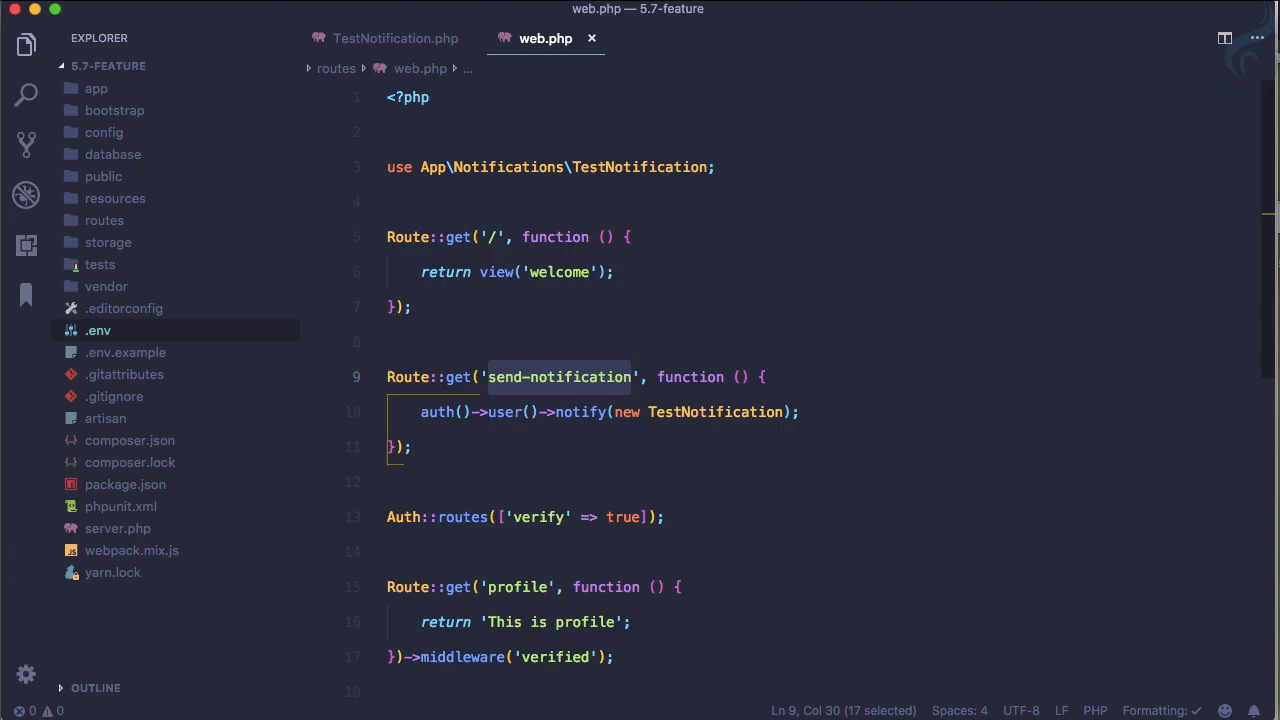 web.php — 5.7-feature
EXPLORER
TestNotification.php
web.php
5.7-FEATURE
routes
web.php
...
app
bootstrap
config
database
public
resources
routes
storage
tests
vendor
.editorconfig
.env
.env.example
.gitattributes
.gitignore
artisan
composer.json
composer.lock
package.json
phpunit.xml
server.php
webpack.mix.js
yarn.lock
OUTLINE
1 <?php
2
3 use App\Notifications\TestNotification;
4
5 Route::get('/', function () {
6 return view('welcome');
7 });
8
9 Route::get('send-notification', function () {
10 auth()->user()->notify(new TestNotification);
11 });
12
13 Auth::routes(['verify' => true]);
14
15 Route::get('profile', function () {
16 return 'This is profile';
17 })->middleware('verified');
18
0 0
Ln 9, Col 30 (17 selected) Spaces: 4 UTF-8 LF PHP Formatting: ✓